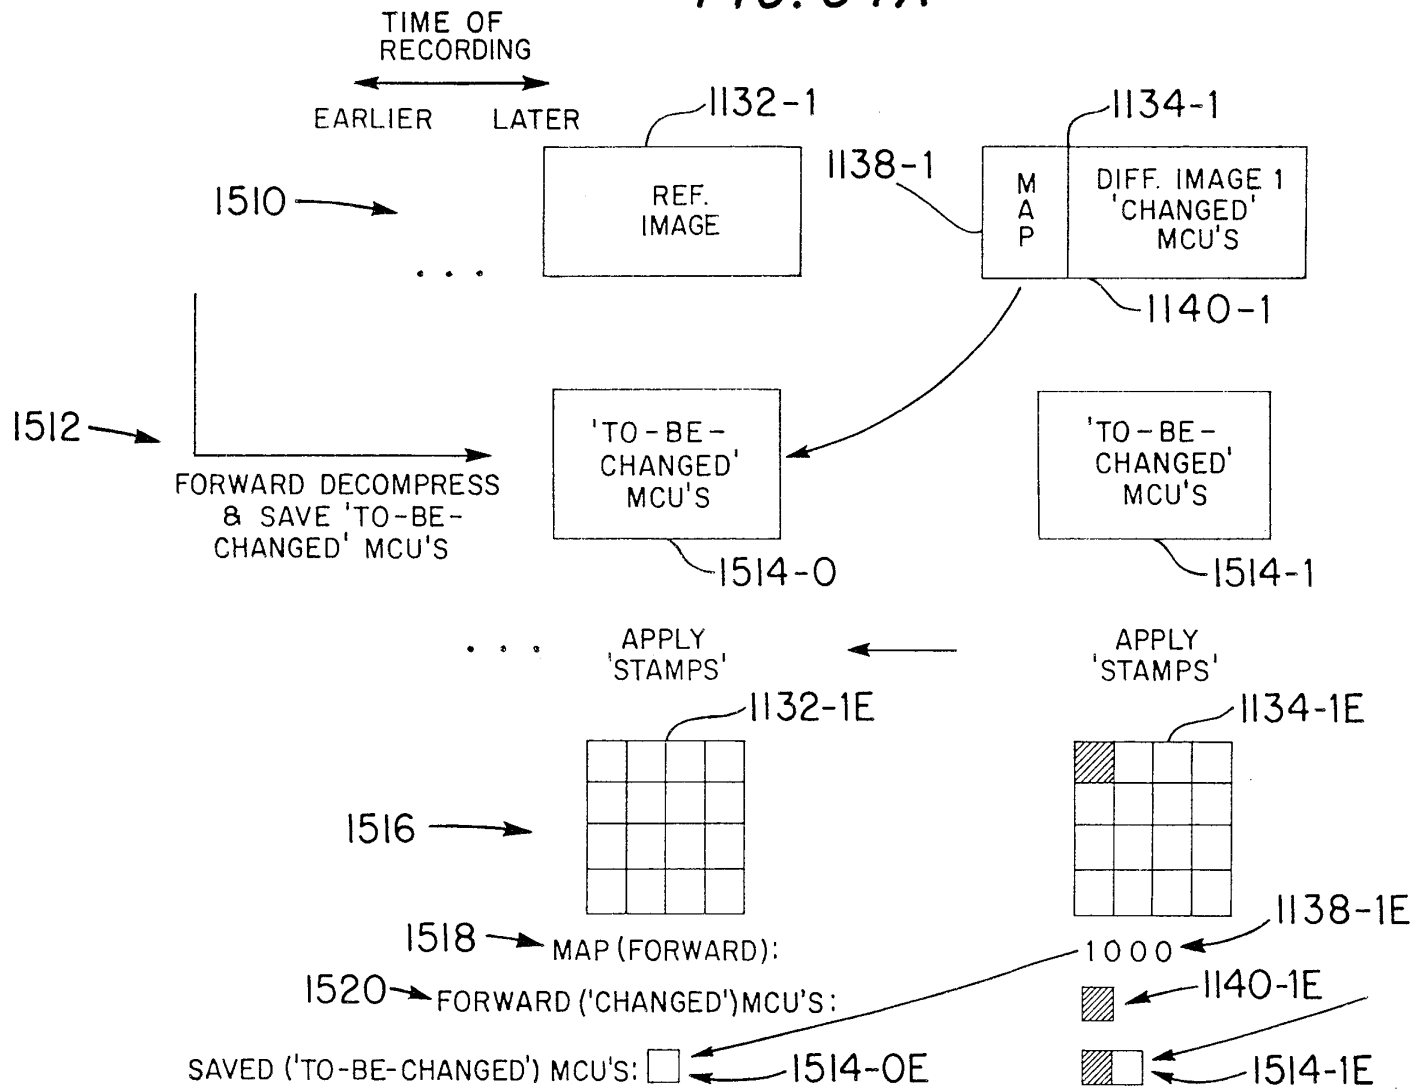 TIME OF
RECORDING
EARLIER LATER
1132-1
1134-1
1138-1
1510
REF.
IMAGE
MAP
DIFF. IMAGE 1
'CHANGED'
MCU'S
. . .
1140-1
1512
'TO-BE-
CHANGED'
MCU'S
'TO-BE-
CHANGED'
MCU'S
FORWARD DECOMPRESS
& SAVE 'TO-BE-
CHANGED' MCU'S
1514-0
1514-1
. . .
APPLY
'STAMPS'
APPLY
'STAMPS'
1132-1E
1134-1E
1516
1138-1E
1518
MAP (FORWARD):
1000
1520
FORWARD ('CHANGED') MCU'S:
1140-1E
SAVED ('TO-BE-CHANGED') MCU'S:
1514-0E
1514-1E